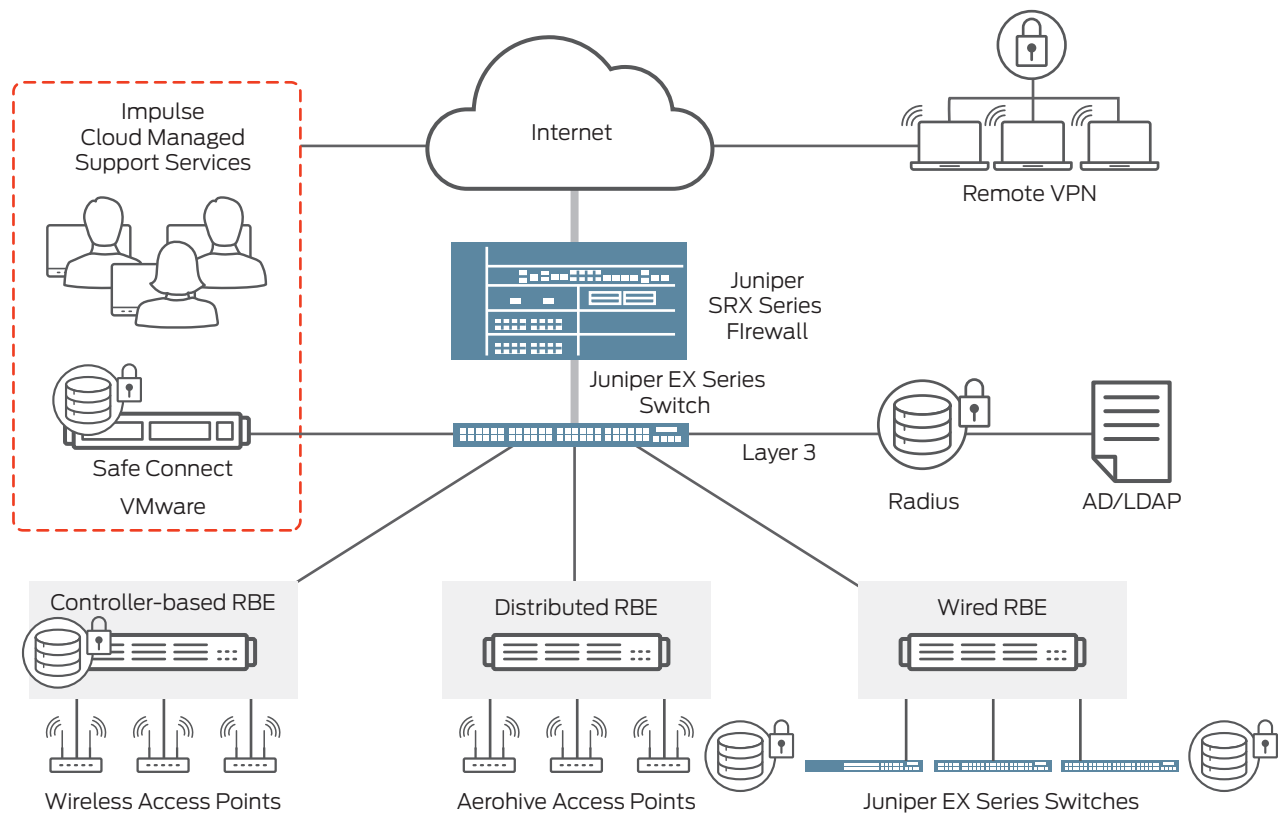 Impulse
Cloud Managed
Support Services
Internet
Remote VPN
Juniper
SRX Series
FIrewall
Juniper EX Series
Switch
Safe Connect
VMware
Layer 3
Radius
AD/LDAP
Controller-based RBE
Distributed RBE
Wired RBE
Wireless Access Points
Aerohive Access Points
Juniper EX Series Switches